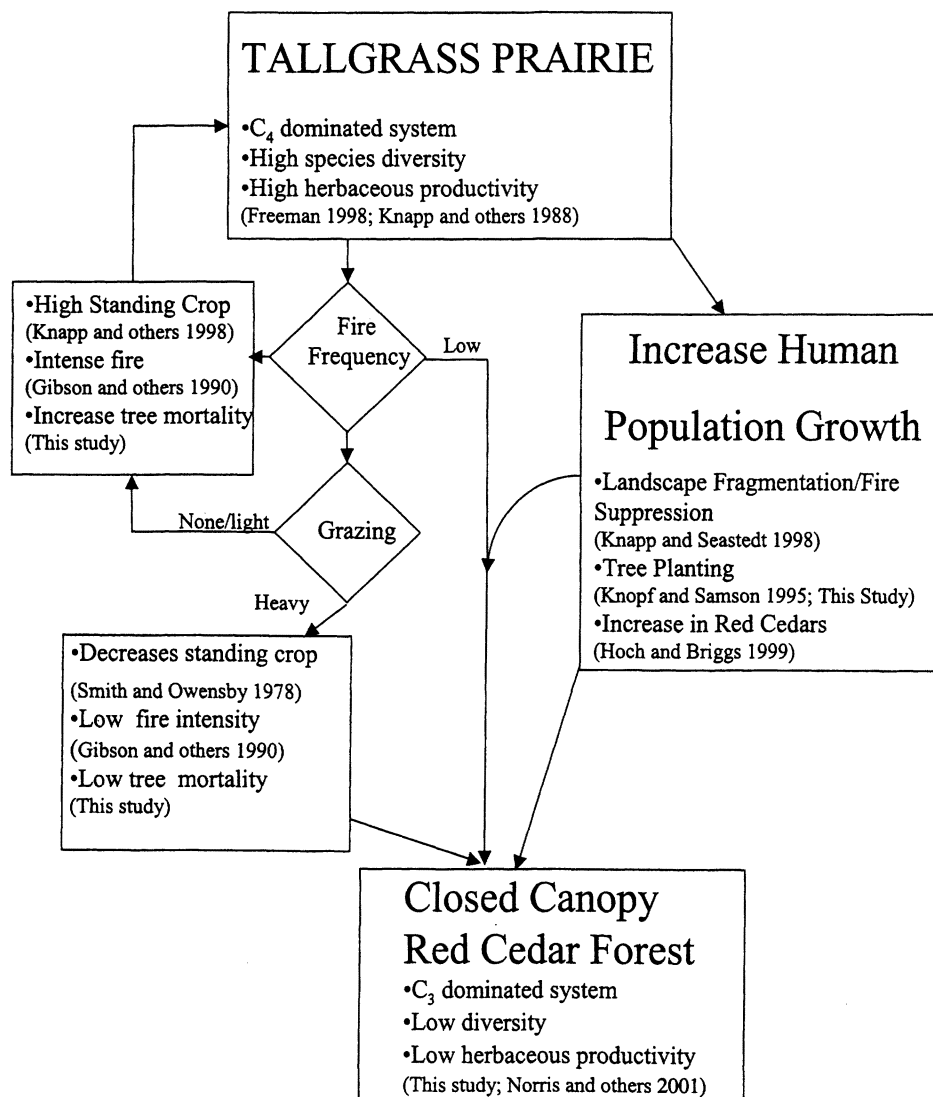 TALLGRASS PRAIRIE
•C₄ dominated system
•High species diversity
•High herbaceous productivity
(Freeman 1998; Knapp and others 1988)
•High Standing Crop
(Knapp and others 1998)
•Intense fire
(Gibson and others 1990)
•Increase tree mortality
(This study)
Fire
Frequency
Low
Increase Human
Population Growth
•Landscape Fragmentation/Fire
Suppression
(Knapp and Seastedt 1998)
•Tree Planting
(Knopf and Samson 1995; This Study)
•Increase in Red Cedars
(Hoch and Briggs 1999)
None/light
Grazing
Heavy
•Decreases standing crop
(Smith and Owensby 1978)
•Low fire intensity
(Gibson and others 1990)
•Low tree mortality
(This study)
Closed Canopy
Red Cedar Forest
•C₃ dominated system
•Low diversity
•Low herbaceous productivity
(This study; Norris and others 2001)